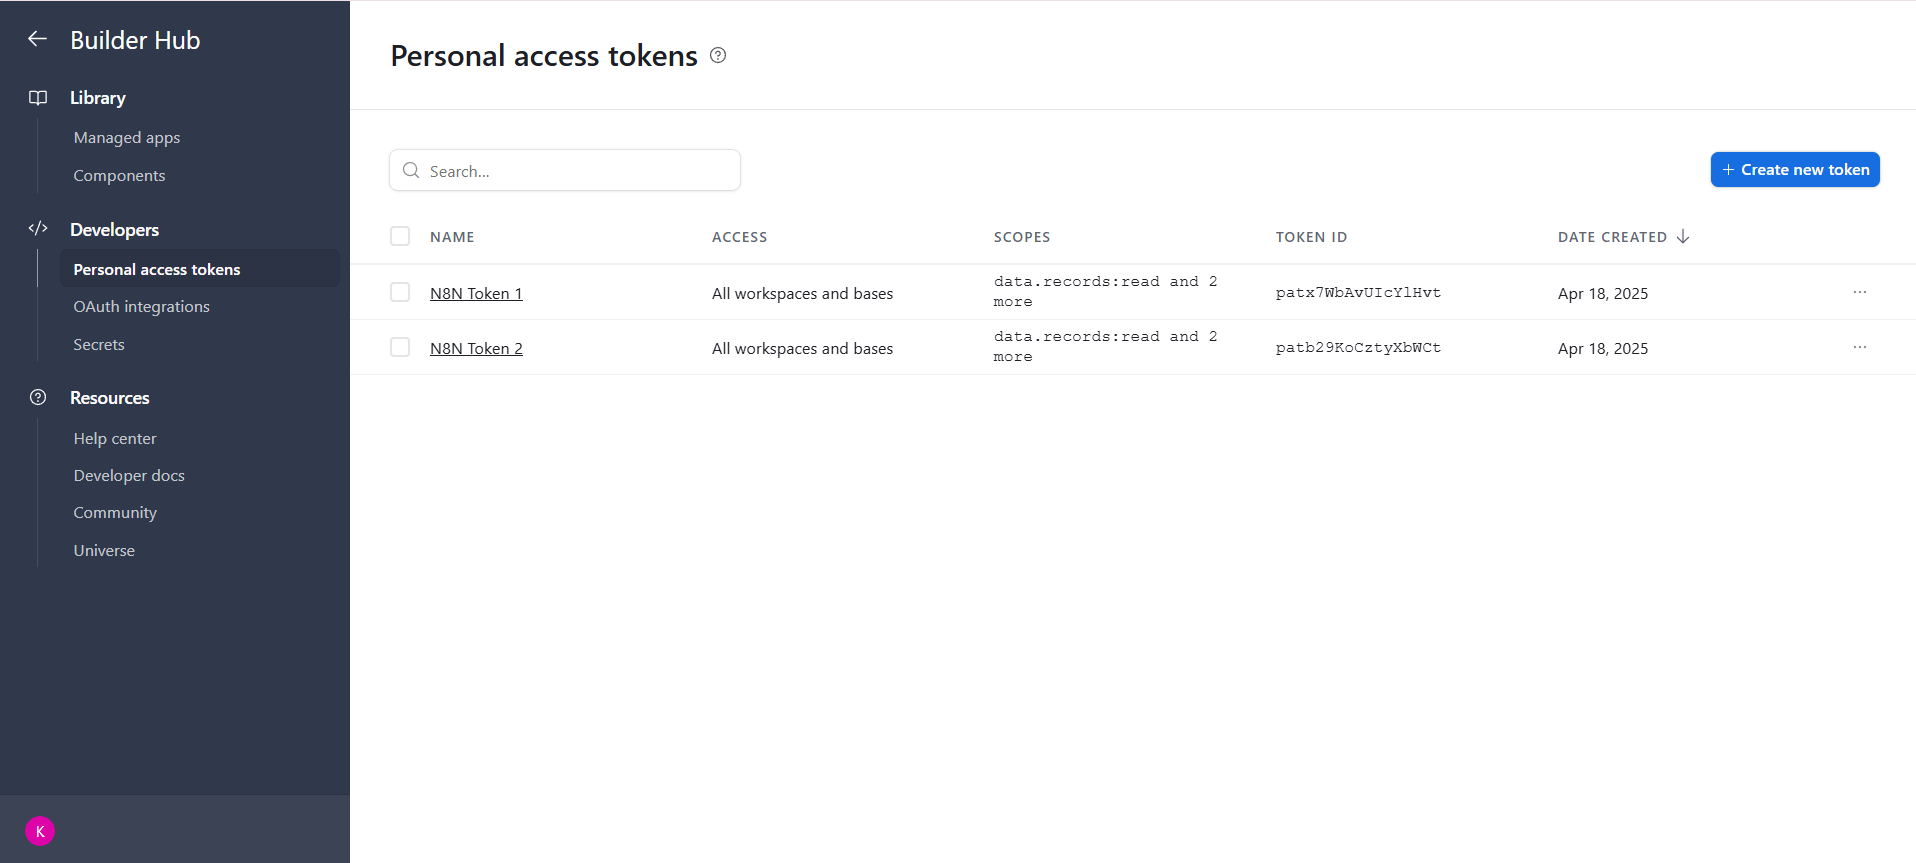 Builder Hub
Library
Managed apps
Components
Developers
Personal access tokens
OAuth integrations
Secrets
Resources
Help center
Developer docs
Community
Universe
K
Personal access tokens
Search...
+ Create new token
NAME ACCESS SCOPES TOKEN ID DATE CREATED
N8N Token 1 All workspaces and bases data.records:read and 2 more patx7WbAvUIcYlHvt Apr 18, 2025
N8N Token 2 All workspaces and bases data.records:read and 2 more patb29KoCztyXbWCt Apr 18, 2025